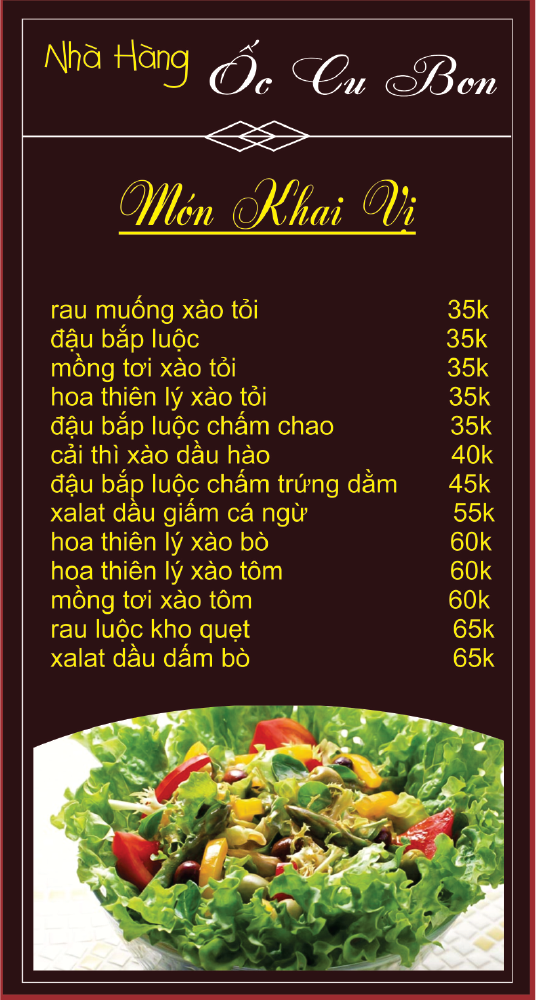 Nhà Hàng Ốc Cu Bon
Món Khai Vị
rau muống xào tỏi 35k
đậu bắp luộc 35k
mồng tơi xào tỏi 35k
hoa thiên lý xào tỏi 35k
đậu bắp luộc chấm chao 35k
cải thì xào dầu hào 40k
đậu bắp luộc chấm trứng dằm 45k
xalat dầu giấm cá ngừ 55k
hoa thiên lý xào bò 60k
hoa thiên lý xào tôm 60k
mồng tơi xào tôm 60k
rau luộc kho quẹt 65k
xalat dầu dấm bò 65k